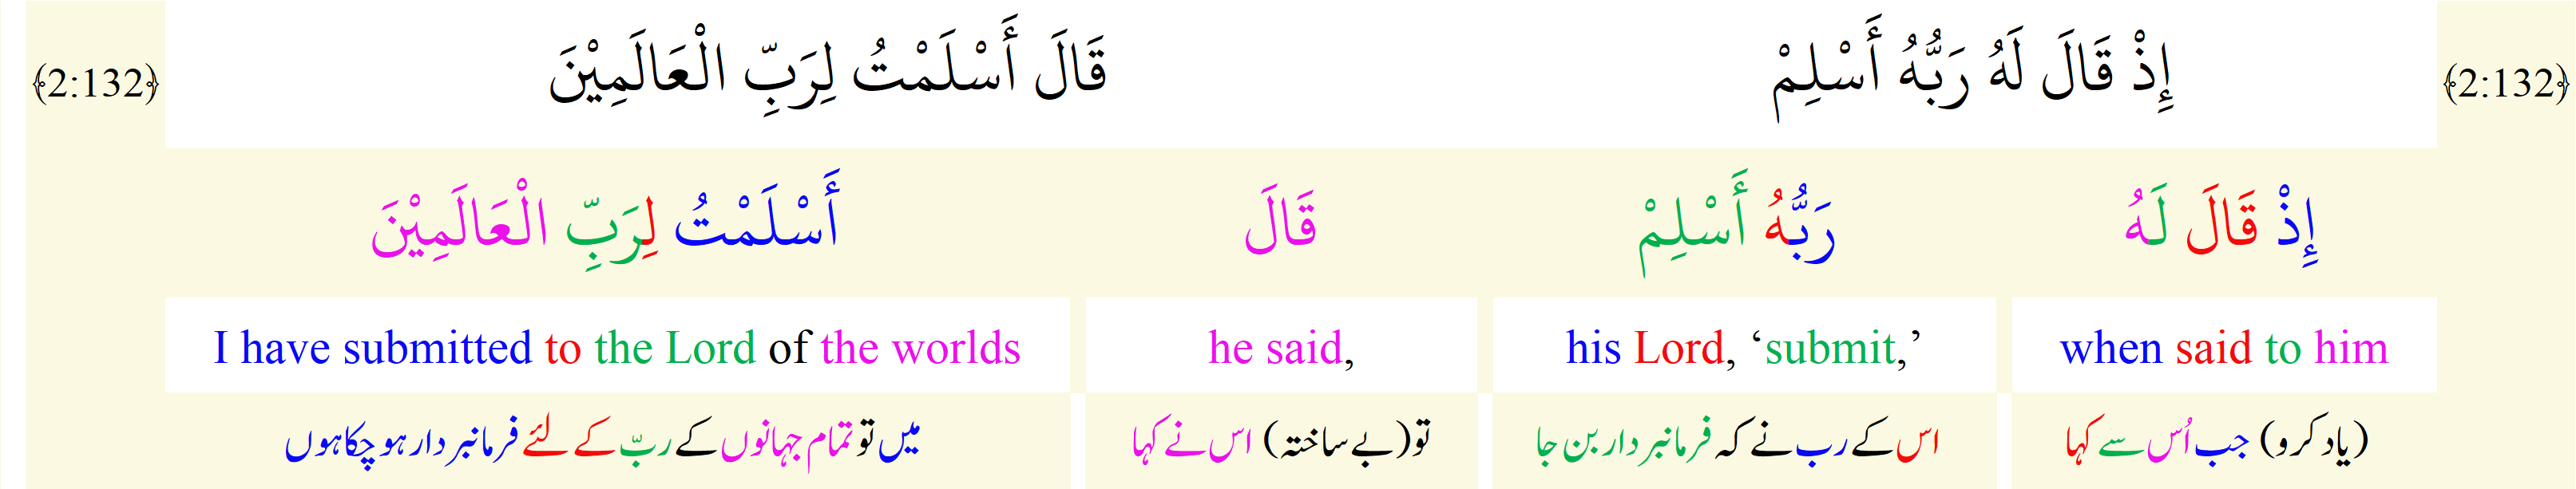 ﴿2:132﴾ إِذْ قَالَ لَهُ رَبُّهُ أَسْلِمْ قَالَ أَسْلَمْتُ لِرَبِّ الْعَالَمِيْنَ ﴿2:132﴾
إِذْ قَالَ لَهُ رَبُّهُ أَسْلِمْ قَالَ أَسْلَمْتُ لِرَبِّ الْعَالَمِيْنَ
when said to him his Lord, ‘submit,’ he said, I have submitted to the Lord of the worlds
(یاد کرو) جب اُس سے کہا اس کے رب نے کہ فرمانبردار بن جا تو (بے ساختہ) اس نے کہا میں تو تمام جہانوں کے ربّ کے لئے فرمانبردار ہو چکا ہوں